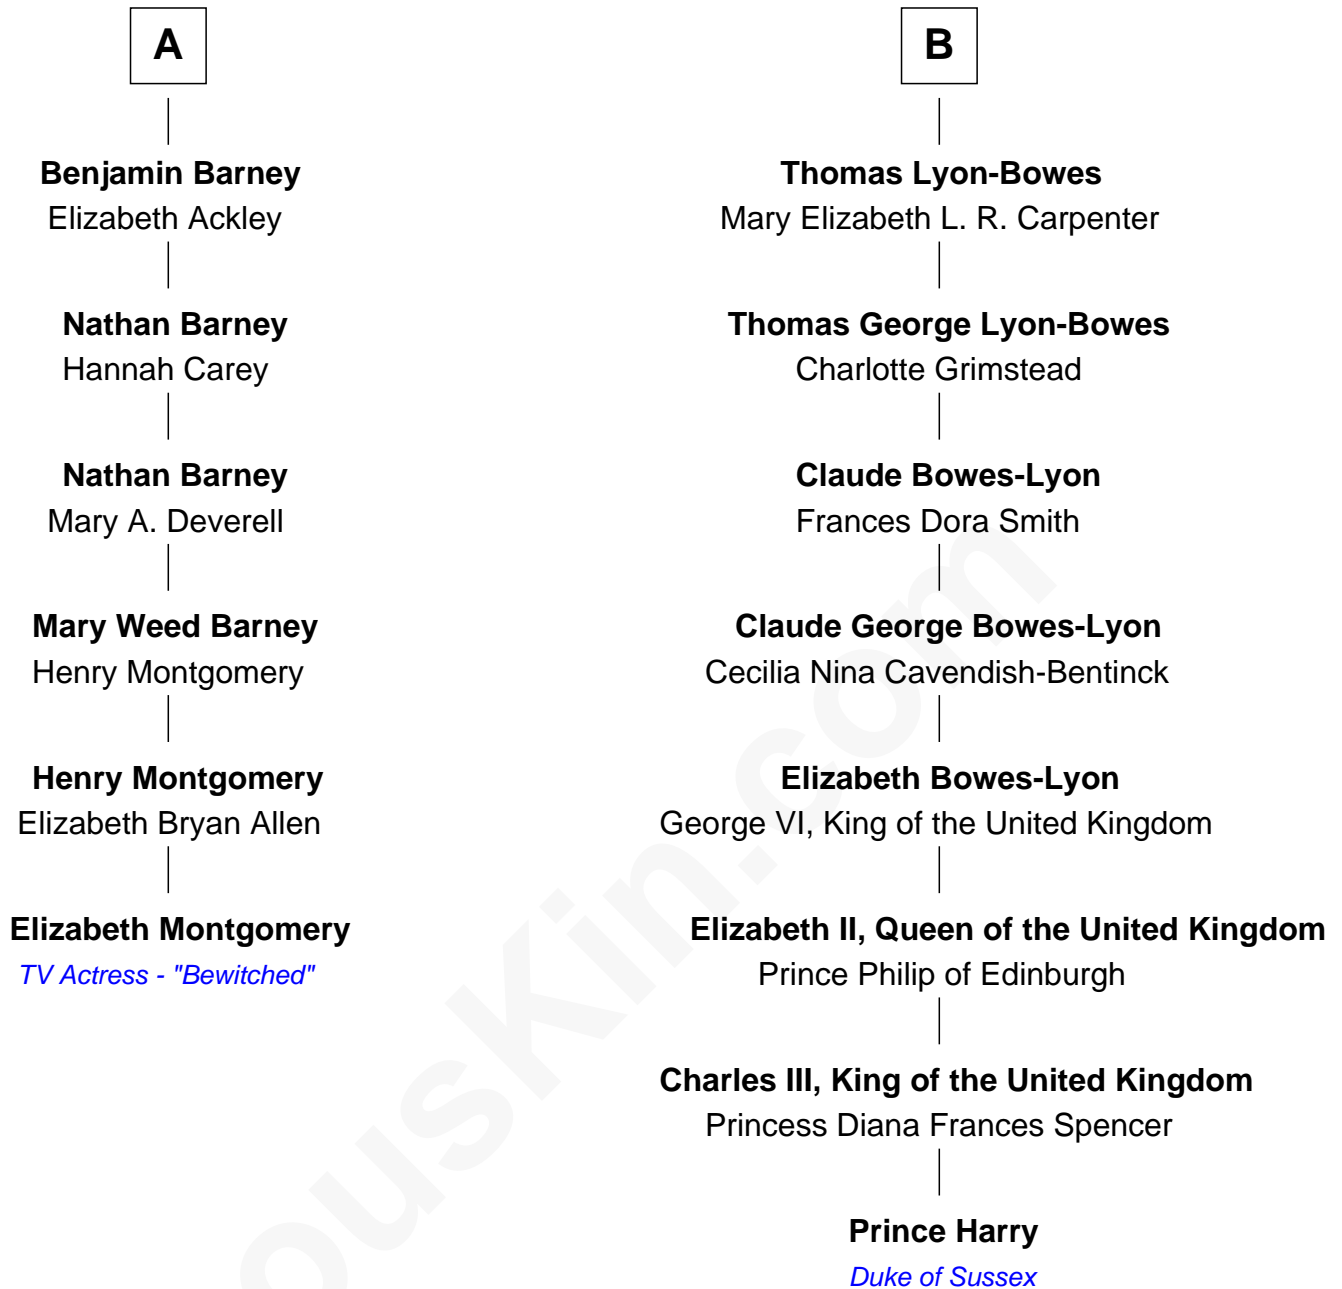 A
Benjamin Barney
Elizabeth Ackley
Nathan Barney
Hannah Carey
Nathan Barney
Mary A. Deverell
Mary Weed Barney
Henry Montgomery
Henry Montgomery
Elizabeth Bryan Allen
Elizabeth Montgomery
TV Actress - "Bewitched"
B
Thomas Lyon-Bowes
Mary Elizabeth L. R. Carpenter
Thomas George Lyon-Bowes
Charlotte Grimstead
Claude Bowes-Lyon
Frances Dora Smith
Claude George Bowes-Lyon
Cecilia Nina Cavendish-Bentinck
Elizabeth Bowes-Lyon
George VI, King of the United Kingdom
Elizabeth II, Queen of the United Kingdom
Prince Philip of Edinburgh
Charles III, King of the United Kingdom
Princess Diana Frances Spencer
Prince Harry
Duke of Sussex
ousKin.com